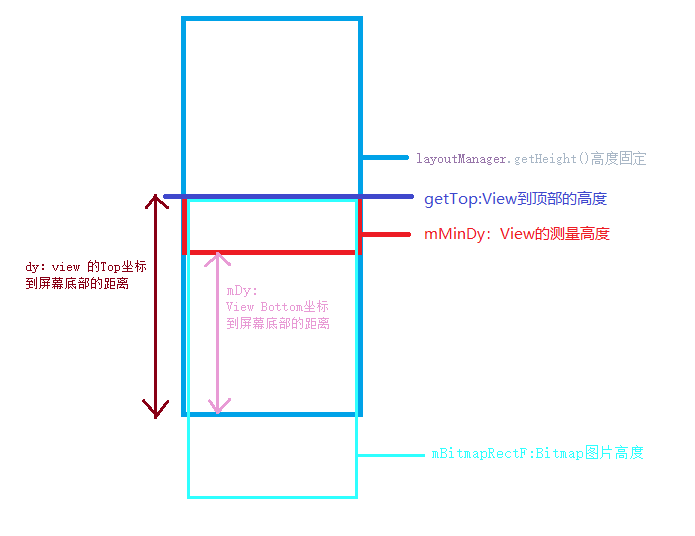 layoutManager.getHeight()高度固定
getTop:View到顶部的高度
mMinDy：View的测量高度
dy：view 的Top坐标
到屏幕底部的距离
mDy：
View Bottom坐标
到屏幕底部的距离
mBitmapRectF:Bitmap图片高度